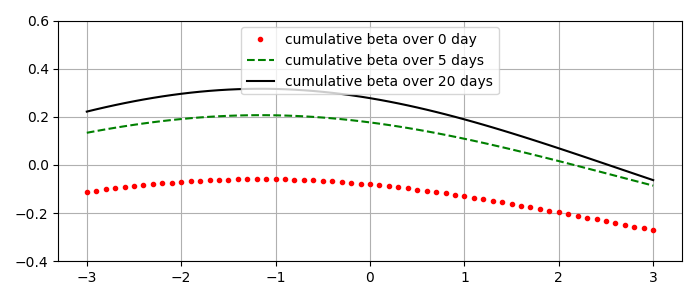 0.6
cumulative beta over 0 day
cumulative beta over 5 days
cumulative beta over 20 days
0.4
0.2
0.0
−0.2
−0.4
−3 −2 −1 0 1 2 3